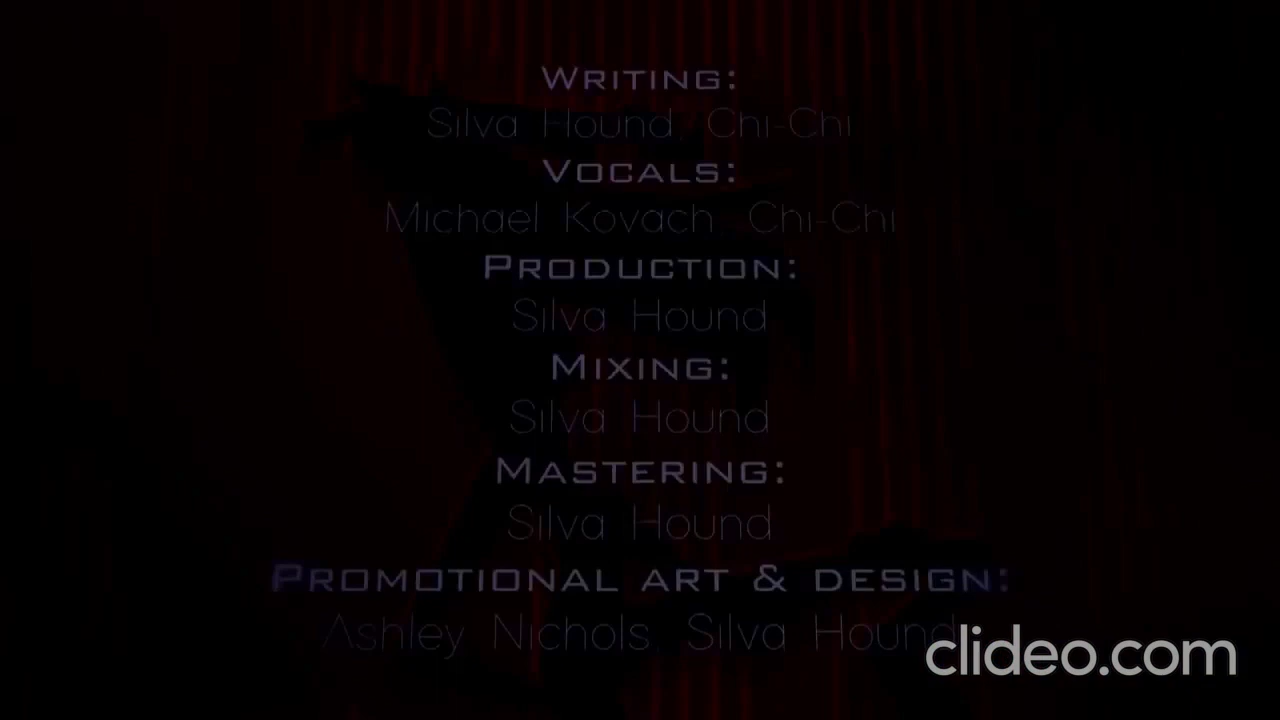 WRITING:
Silva Hound, Chi-Chi
VOCALS:
Michael Kovach, Chi-Chi
PRODUCTION:
Silva Hound
MIXING:
Silva Hound
MASTERING:
Silva Hound
PROMOTIONAL ART & DESIGN:
Ashley Nichols, Silva Hound
clideo.com